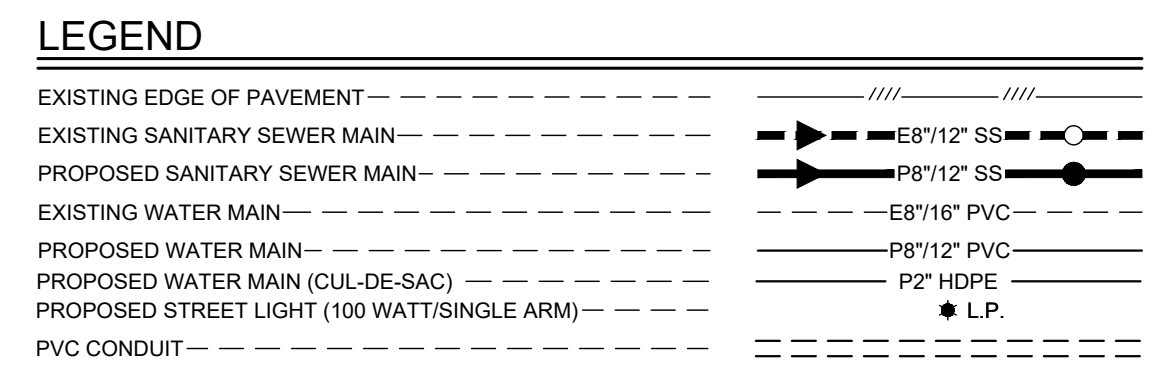 LEGEND
EXISTING EDGE OF PAVEMENT //// ////
EXISTING SANITARY SEWER MAIN E8"/12" SS
PROPOSED SANITARY SEWER MAIN P8"/12" SS
EXISTING WATER MAIN E8"/16" PVC
PROPOSED WATER MAIN P8"/12" PVC
PROPOSED WATER MAIN (CUL-DE-SAC) P2" HDPE
PROPOSED STREET LIGHT (100 WATT/SINGLE ARM) L.P.
PVC CONDUIT